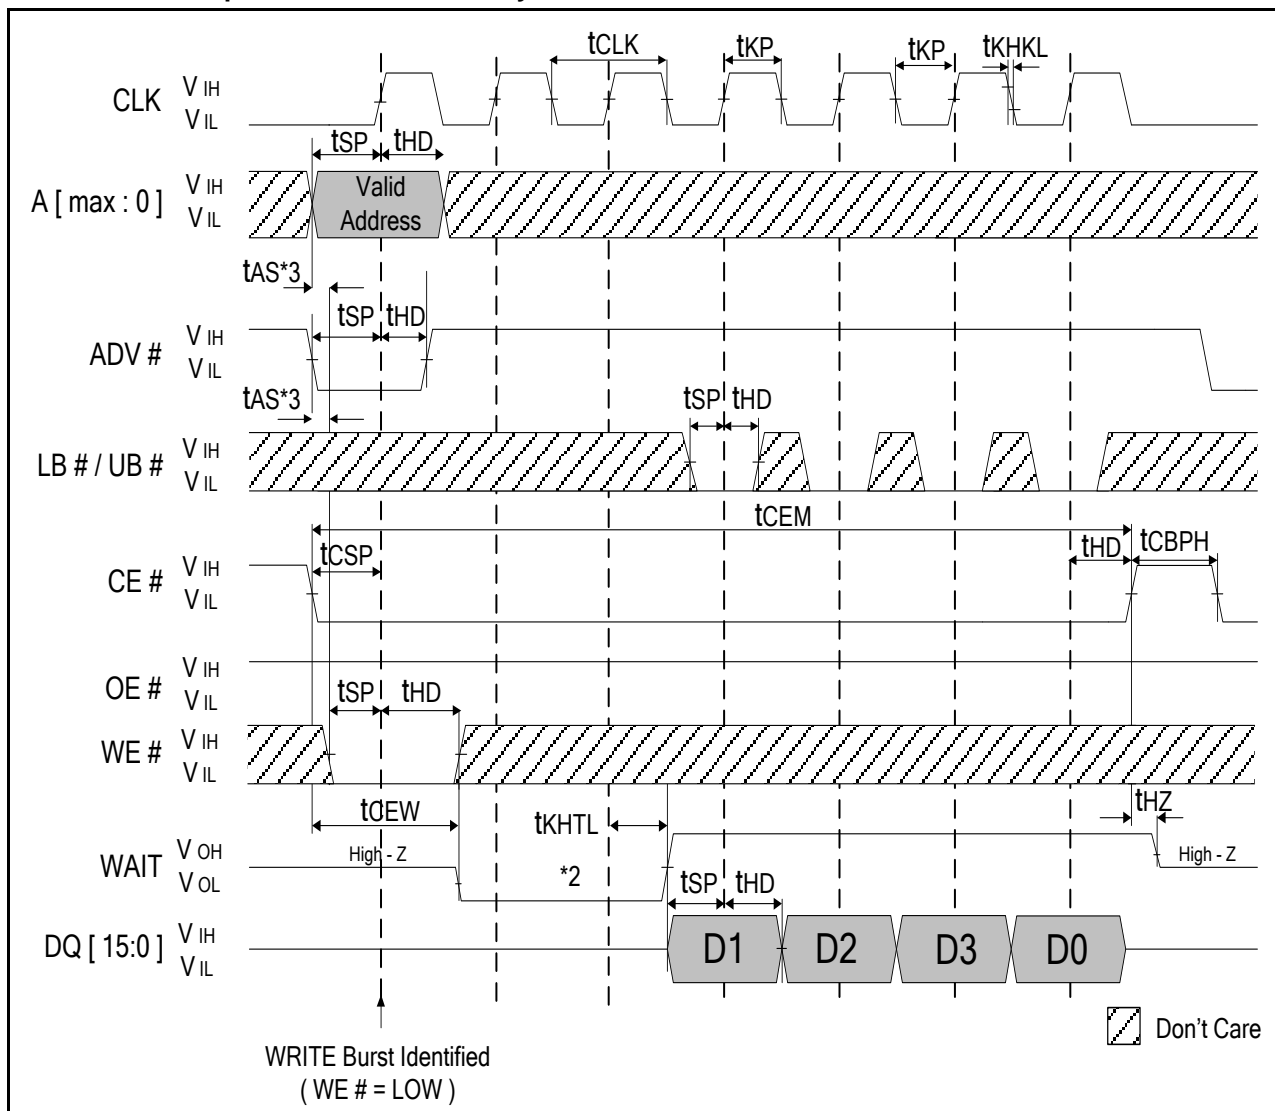 tCLK tKP tKP tKHKL
CLK V IH
V IL
tSP tHD
A [ max : 0 ] V IH
V IL
Valid
Address
tAS*3
tSP tHD
ADV # V IH
V IL
tAS*3
tSP tHD
LB # / UB # V IH
V IL
tCEM
tCSP tHD tCBPH
CE # V IH
V IL
OE # V IH
V IL
tSP tHD
WE # V IH
V IL
tCEW tKHTL tHZ
WAIT V OH
V OL
High - Z *2 High - Z
tSP tHD
DQ [ 15:0 ] V IH
V IL
D1 D2 D3 D0
Don't Care
WRITE Burst Identified
( WE # = LOW )